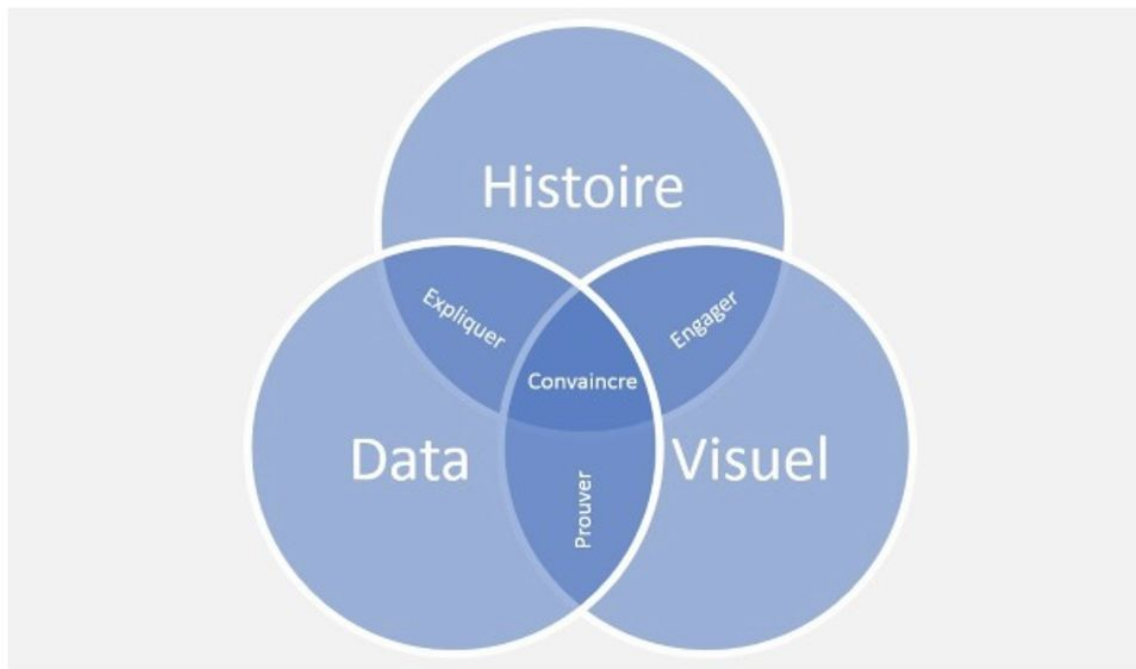 Histoire
Expliquer
Engager
Convaincre
Data
Visuel
Prouver